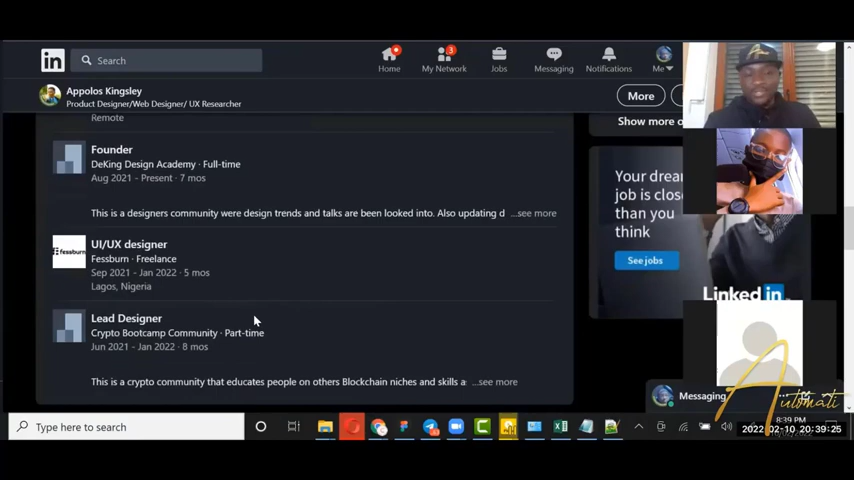 in
Search
3
Home
My Network
Jobs
Messaging
Notifications
Me
Appolos Kingsley
Product Designer/Web Designer/ UX Researcher
More
Remote
Show more
Founder
DeKing Design Academy · Full-time
Aug 2021 - Present · 7 mos
This is a designers community were design trends and talks are been looked into. Also updating d ...see more
fessburn
UI/UX designer
Fessburn · Freelance
Sep 2021 - Jan 2022 · 5 mos
Lagos, Nigeria
Lead Designer
Crypto Bootcamp Community · Part-time
Jun 2021 - Jan 2022 · 8 mos
This is a crypto community that educates people on others Blockchain niches and skills a ...see more
Your dream
job is close
than you
think
See jobs
Linked in
Messaging
Automati
Type here to search
8:39 PM
2022-02-10 20:39:25